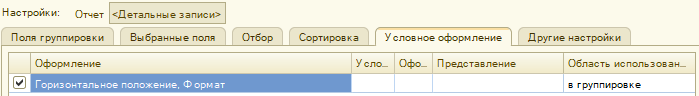 Настройки: Отчет <Детальные записи>
Поля группировки Выбранные поля Отбор Сортировка Условное оформление Другие настройки
Оформление Усло... Офо... Представление Область использован...
Горизонтальное положение, Формат в группировке